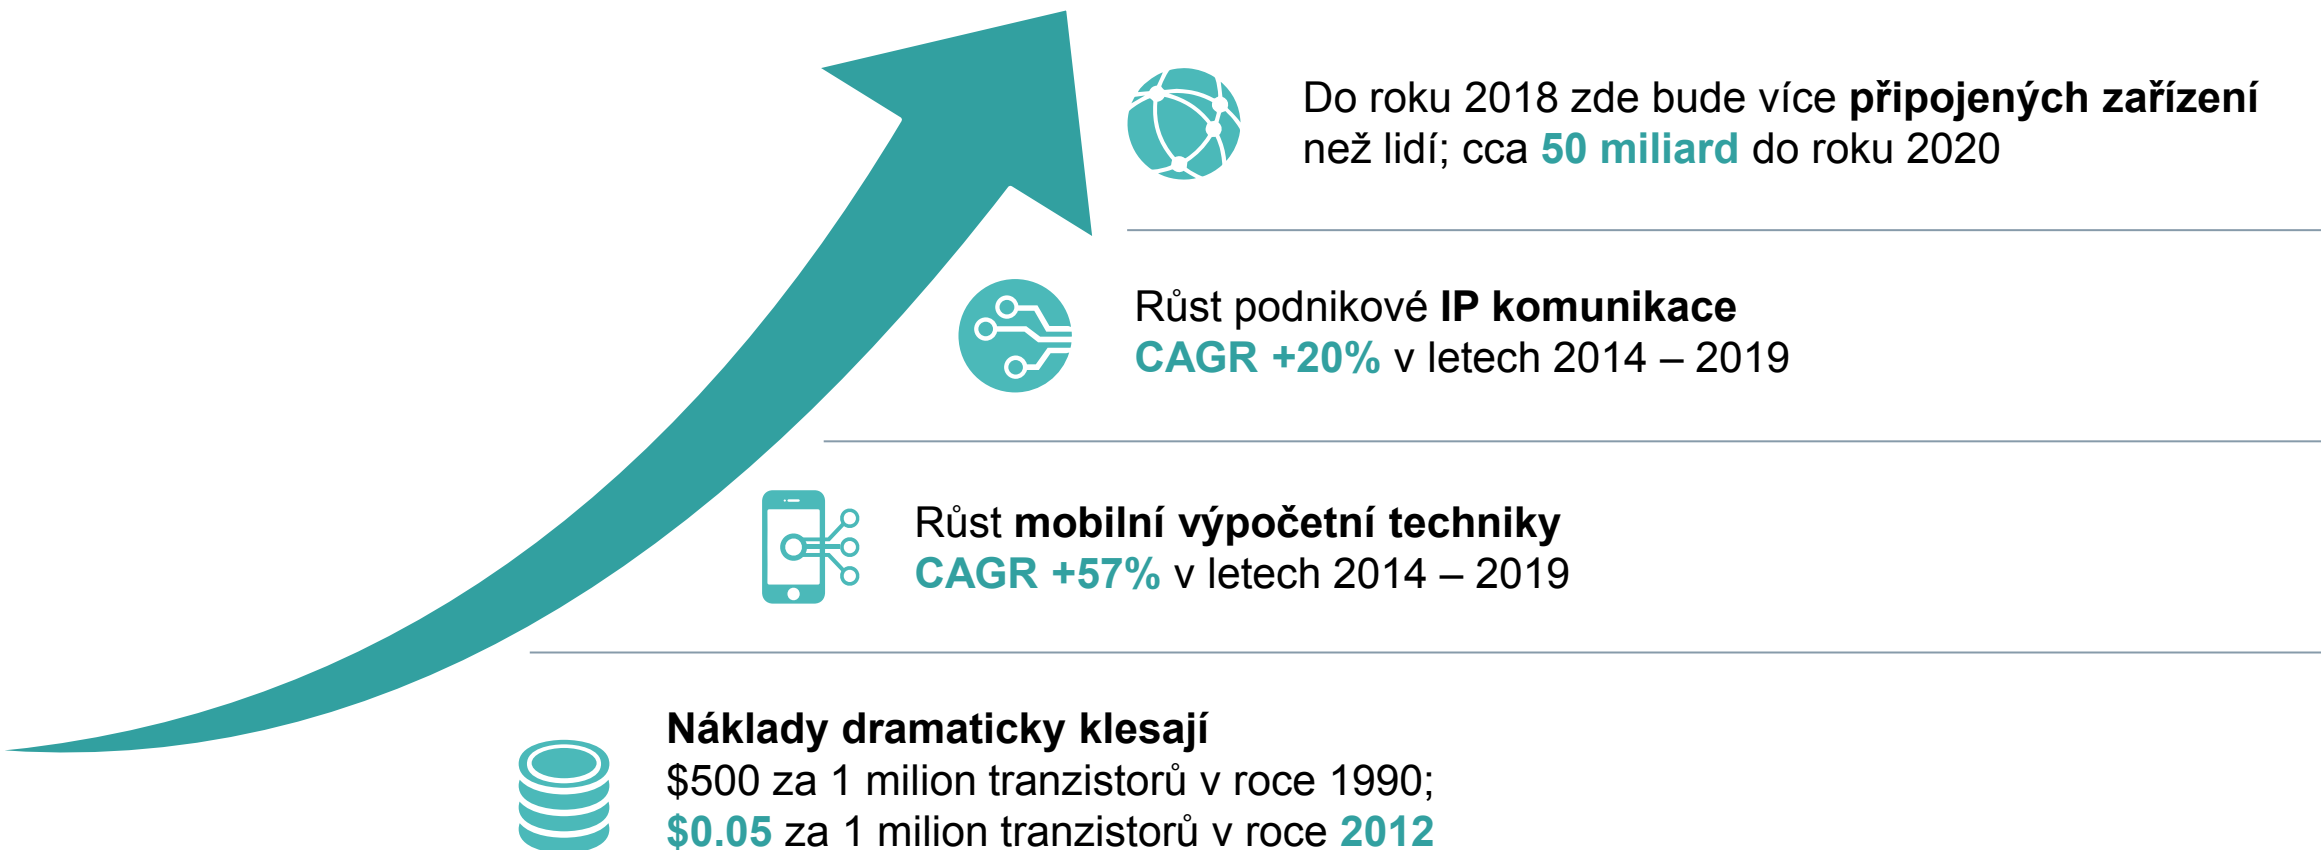 Do roku 2018 zde bude více připojených zařízení
než lidí; cca 50 miliard do roku 2020
Růst podnikové IP komunikace
CAGR +20% v letech 2014 – 2019
Růst mobilní výpočetní techniky
CAGR +57% v letech 2014 – 2019
Náklady dramaticky klesají
$500 za 1 milion tranzistorů v roce 1990;
$0.05 za 1 milion tranzistorů v roce 2012